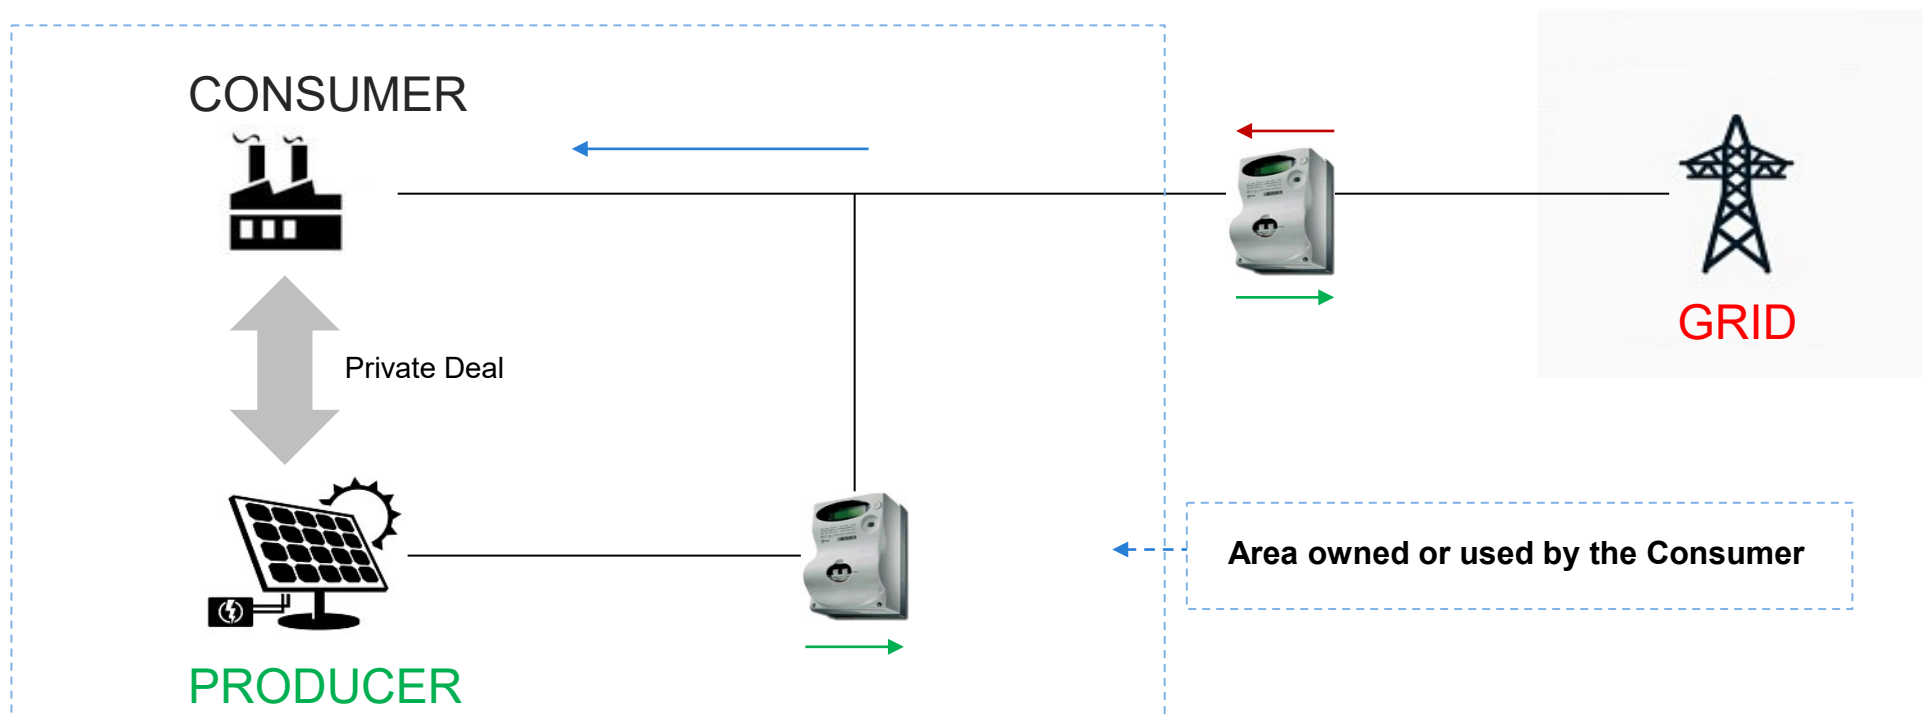 CONSUMER
Private Deal
GRID
Area owned or used by the Consumer
PRODUCER